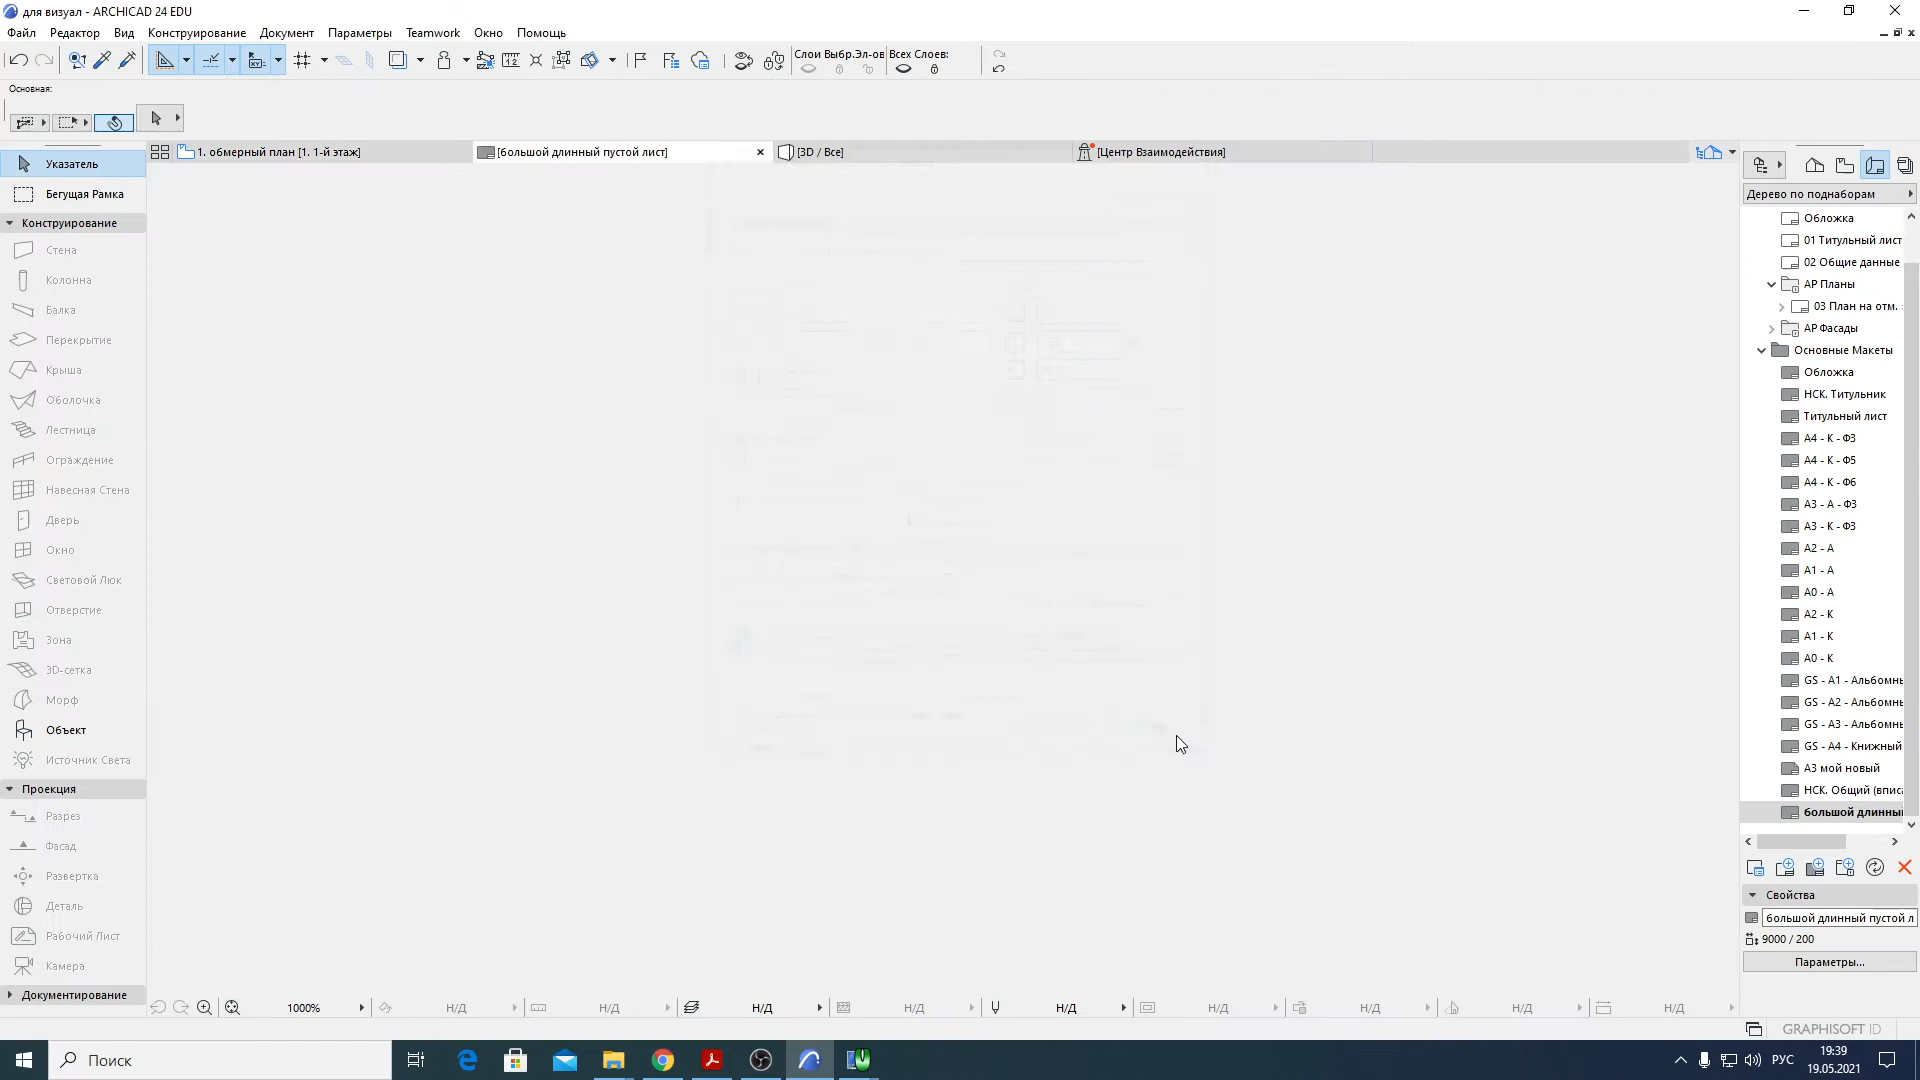 для визуал - ARCHICAD 24 EDU
Файл Редактор Вид Конструирование Документ Параметры Teamwork Окно Помощь
Слои Выбр.Эл-ов Всех Слоев:
Основная:
1. обмерный план [1. 1-й этаж]
[большой длинный пустой лист]
[3D / Все]
[Центр Взаимодействия]
Указатель
Бегущая Рамка
Конструирование
Стена
Колонна
Балка
Перекрытие
Крыша
Оболочка
Лестница
Ограждение
Навесная Стена
Дверь
Окно
Световой Люк
Отверстие
Зона
3D-сетка
Морф
Объект
Источник Света
Проекция
Разрез
Фасад
Развертка
Деталь
Рабочий Лист
Камера
Документирование
Дерево по поднаборам
Обложка
01 Титульный лист
02 Общие данные
АР Планы
03 План на отм.
АР Фасады
Основные Макеты
Обложка
НСК. Титульник
Титульный лист
А4 - К - Ф3
А4 - К - Ф5
А4 - К - Ф6
А3 - А - Ф3
А3 - К - Ф3
А2 - А
А1 - А
А0 - А
А2 - К
А1 - К
А0 - К
GS - A1 - Альбомны
GS - A2 - Альбомны
GS - A3 - Альбомны
GS - A4 - Книжный
А3 мой новый
НСК. Общий (впис
большой длинный
Свойства
большой длинный пустой л
9000 / 200
Параметры...
1000% Н/Д Н/Д Н/Д Н/Д Н/Д Н/Д Н/Д Н/Д Н/Д
GRAPHISOFT ID
Поиск
РУС
19:39
19.05.2021